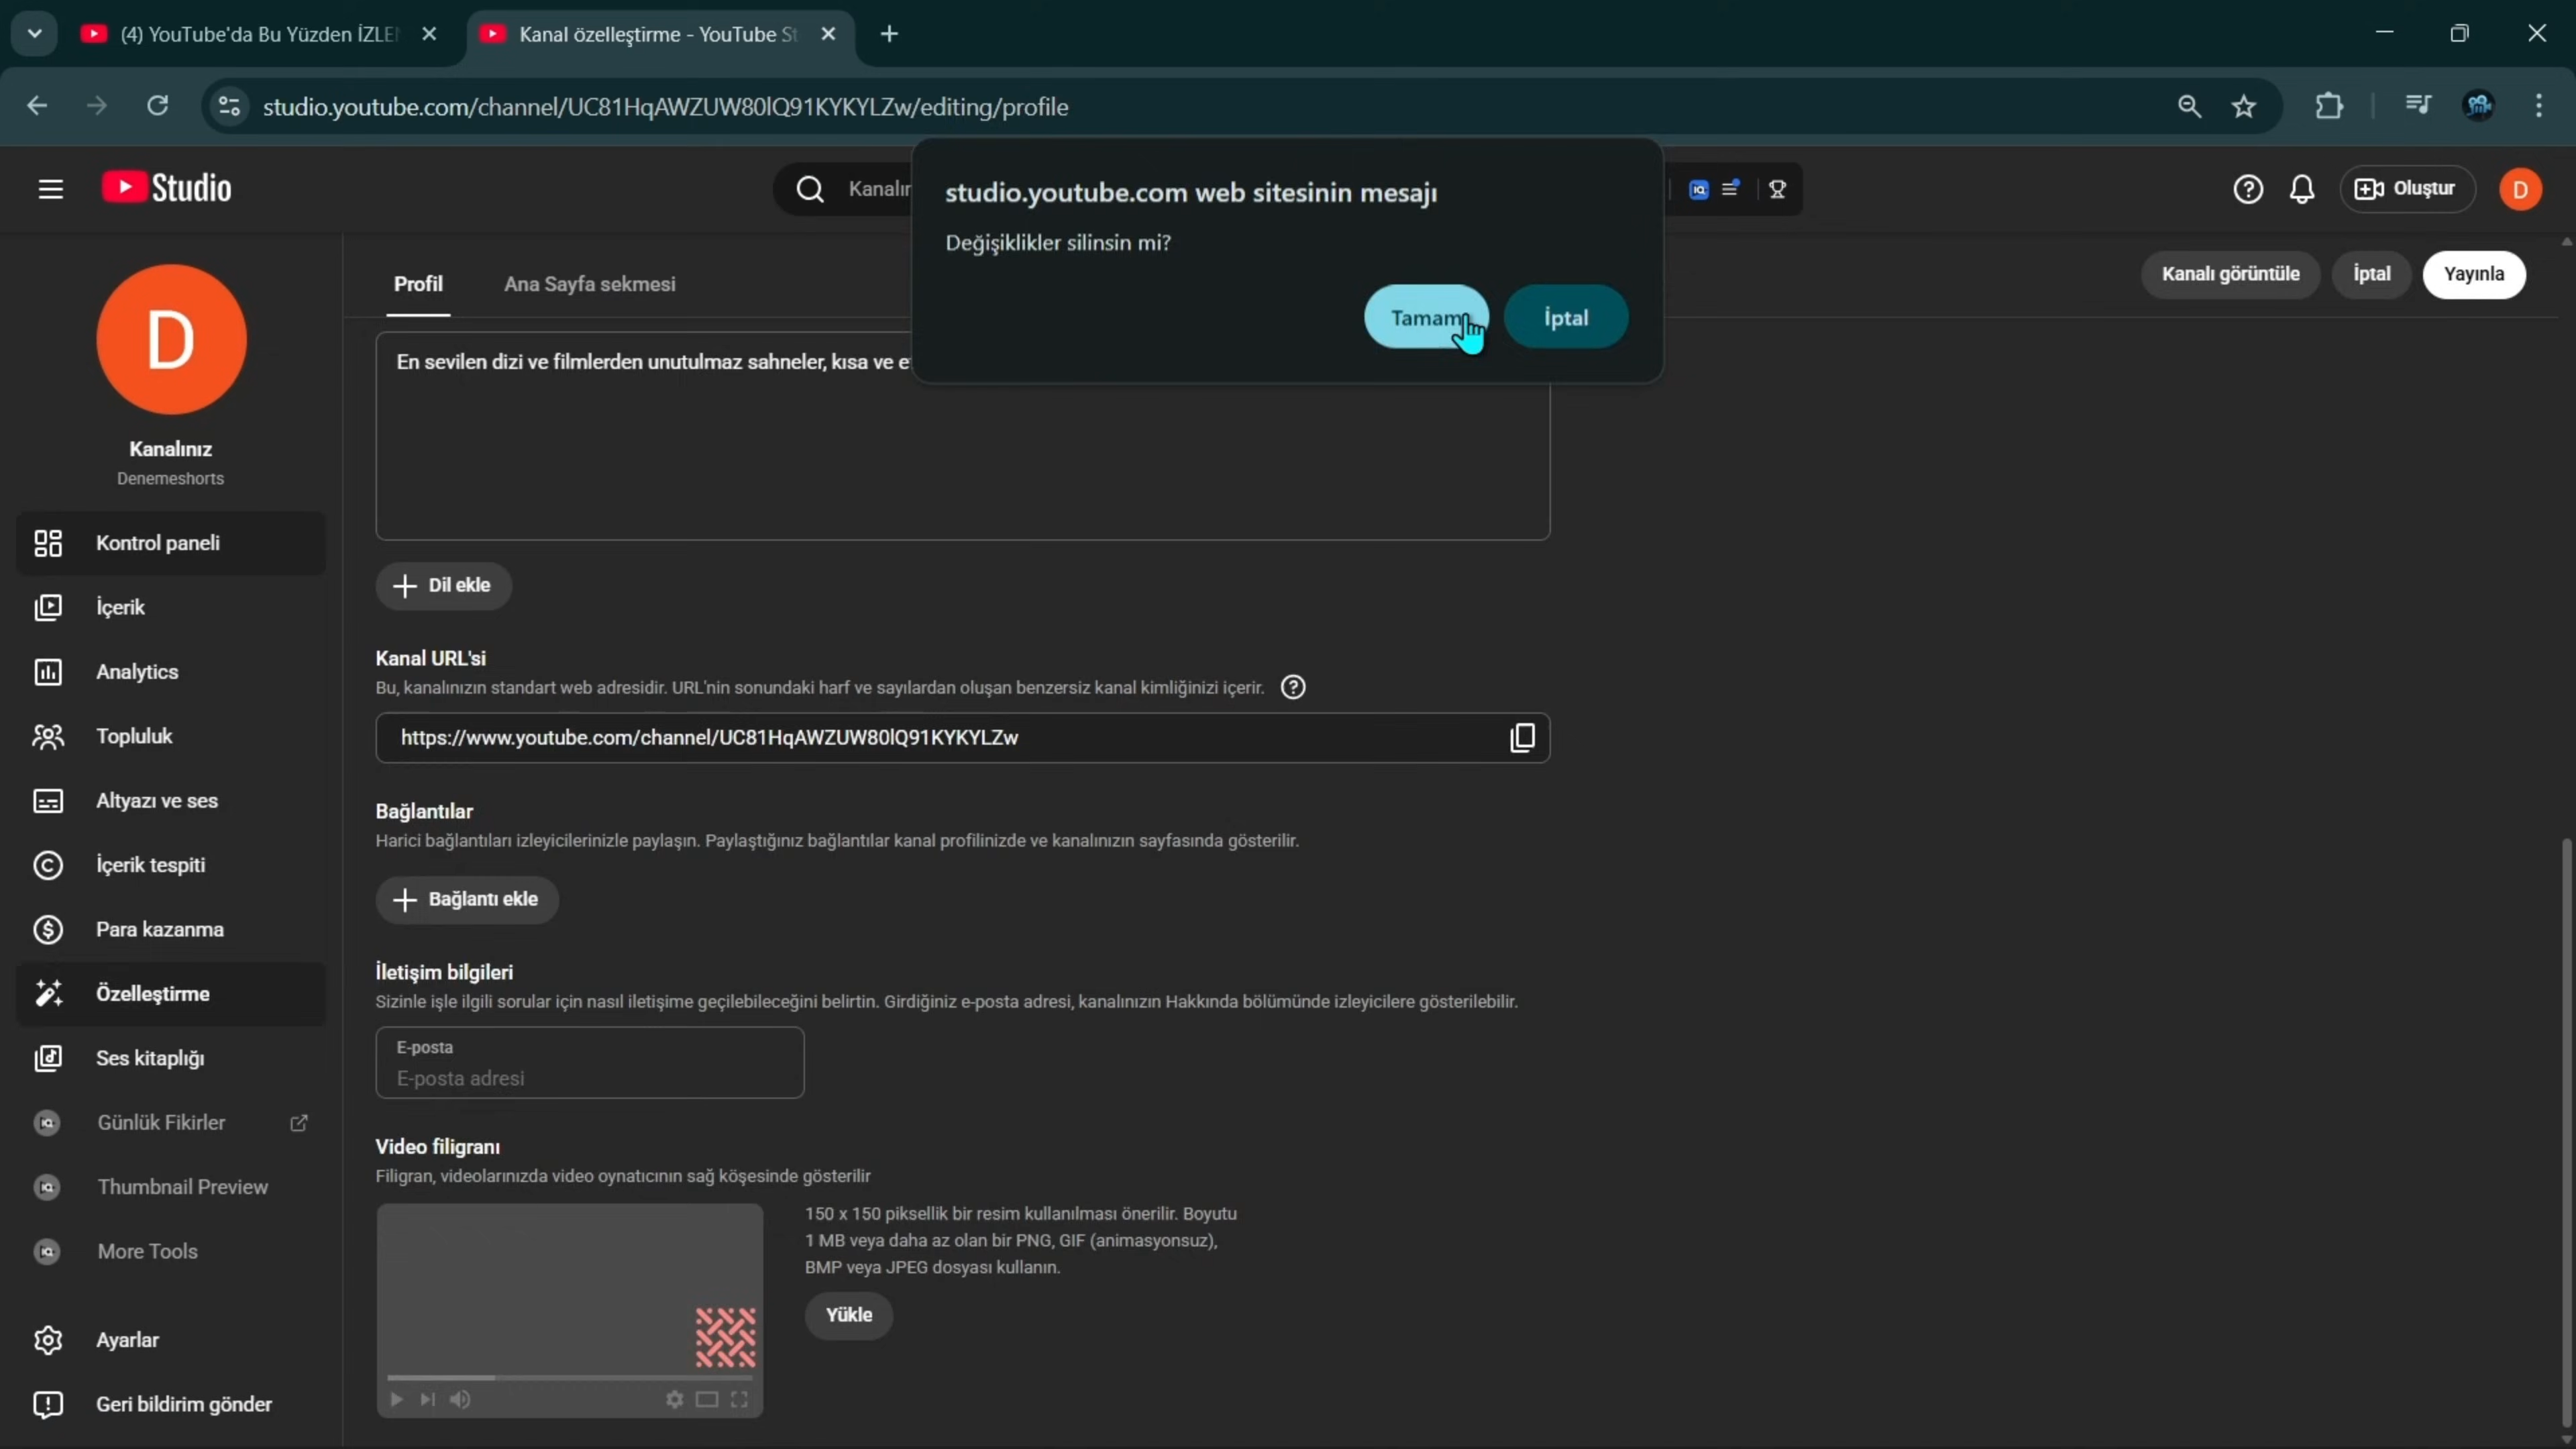 (4) YouTube'da Bu Yüzden İZLE
Kanal özelleştirme - YouTube St
studio.youtube.com/channel/UC81HqAWZUW80lQ91KYKYLZw/editing/profile
Studio
studio.youtube.com web sitesinin mesajı
Değişiklikler silinsin mi?
Tamam
İptal
Oluştur
D
D
Kanalınız
Denemeshorts
Kontrol paneli
İçerik
Analytics
Topluluk
Altyazı ve ses
İçerik tespiti
Para kazanma
Özelleştirme
Ses kitaplığı
Günlük Fikirler
Thumbnail Preview
More Tools
Ayarlar
Geri bildirim gönder
Profil
Ana Sayfa sekmesi
Kanalı görüntüle
İptal
Yayınla
En sevilen dizi ve filmlerden unutulmaz sahneler, kısa ve
Dil ekle
Kanal URL'si
Bu, kanalınızın standart web adresidir. URL'nin sonundaki harf ve sayılardan oluşan benzersiz kanal kimliğinizi içerir.
https://www.youtube.com/channel/UC81HqAWZUW80lQ91KYKYLZw
Bağlantılar
Harici bağlantıları izleyicilerinizle paylaşın. Paylaştığınız bağlantılar kanal profilinizde ve kanalınızın sayfasında gösterilir.
Bağlantı ekle
İletişim bilgileri
Sizinle işle ilgili sorular için nasıl iletişime geçilebileceğini belirtin. Girdiğiniz e-posta adresi, kanalınızın Hakkında bölümünde izleyicilere gösterilebilir.
E-posta
E-posta adresi
Video filigranı
Filigran, videolarınızda video oynatıcının sağ köşesinde gösterilir
150 x 150 piksellik bir resim kullanılması önerilir. Boyutu
1 MB veya daha az olan bir PNG, GIF (animasyonsuz),
BMP veya JPEG dosyası kullanın.
Yükle